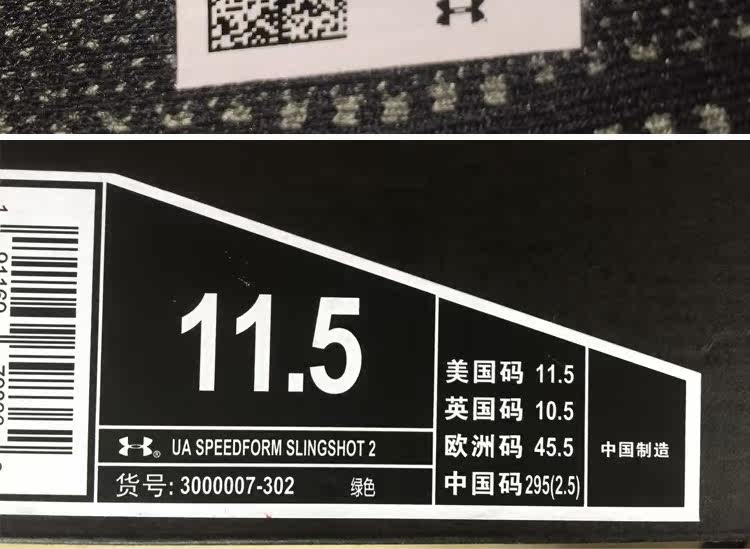 11.5
UA SPEEDFORM SLINGSHOT 2
货号: 3000007-302 绿色
美国码 11.5
英国码 10.5
欧洲码 45.5
中国码 295(2.5)
中国制造